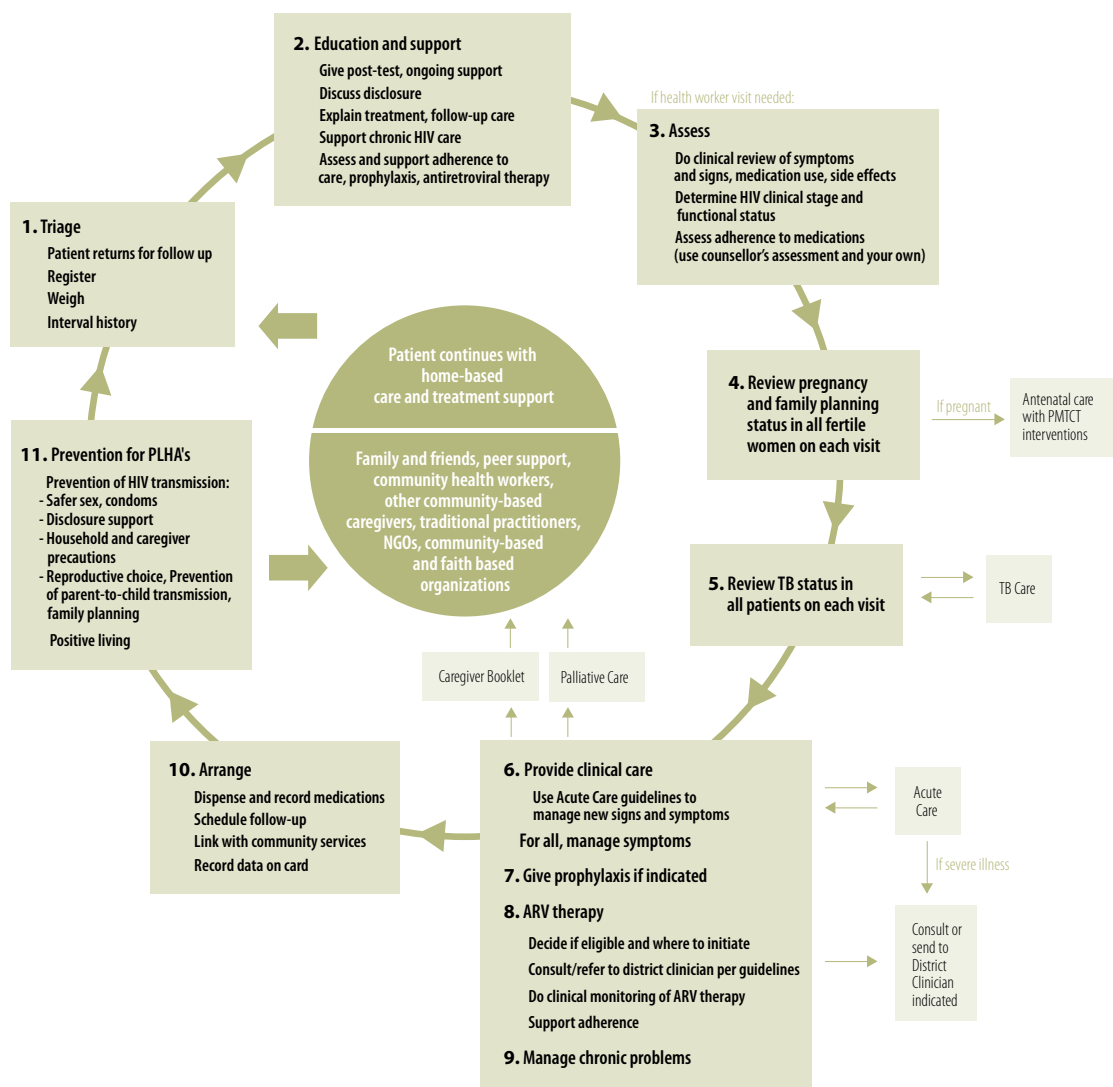 1. Triage
Patient returns for follow up
Register
Weigh
Interval history
2. Education and support
Give post-test, ongoing support
Discuss disclosure
Explain treatment, follow-up care
Support chronic HIV care
Assess and support adherence to
care, prophylaxis, antiretroviral therapy
If health worker visit needed:
3. Assess
Do clinical review of symptoms
and signs, medication use, side effects
Determine HIV clinical stage and
functional status
Assess adherence to medications
(use counsellor's assessment and your own)
4. Review pregnancy
and family planning
status in all fertile
women on each visit
If pregnant
Antenatal care
with PMTCT
interventions
5. Review TB status in
all patients on each visit
TB Care
6. Provide clinical care
Use Acute Care guidelines to
manage new signs and symptoms
For all, manage symptoms
7. Give prophylaxis if indicated
8. ARV therapy
Decide if eligible and where to initiate
Consult/refer to district clinician per guidelines
Do clinical monitoring of ARV therapy
Support adherence
9. Manage chronic problems
Acute
Care
If severe illness
Consult or
send to
District
Clinician
indicated
Caregiver Booklet
Palliative Care
10. Arrange
Dispense and record medications
Schedule follow-up
Link with community services
Record data on card
11. Prevention for PLHA's
Prevention of HIV transmission:
- Safer sex, condoms
- Disclosure support
- Household and caregiver
precautions
- Reproductive choice, Prevention
of parent-to-child transmission,
family planning
Positive living
Patient continues with
home-based
care and treatment support
Family and friends, peer support,
community health workers,
other community-based
caregivers, traditional practitioners,
NGOs, community-based
and faith based
organizations